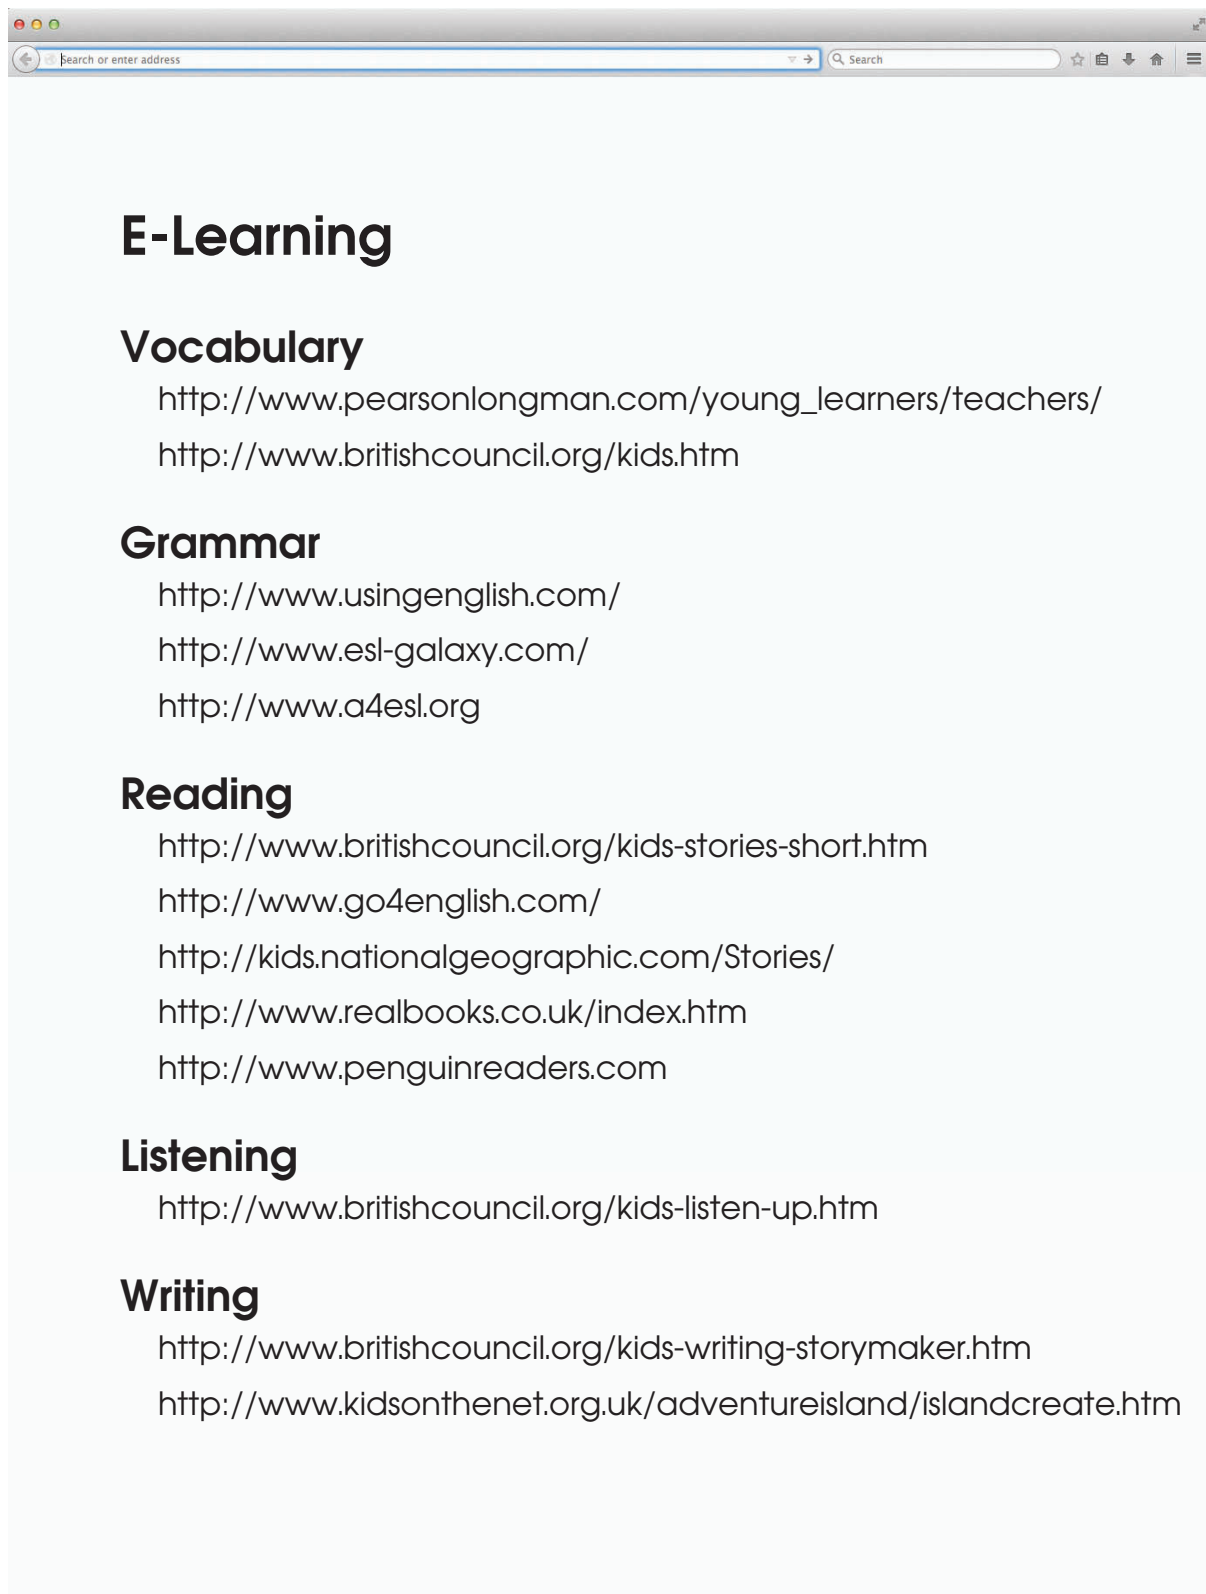 Search or enter address
Search
E-Learning
Vocabulary
http://www.pearsonlongman.com/young_learners/teachers/
http://www.britishcouncil.org/kids.htm
Grammar
http://www.usingenglish.com/
http://www.esl-galaxy.com/
http://www.a4esl.org
Reading
http://www.britishcouncil.org/kids-stories-short.htm
http://www.go4english.com/
http://kids.nationalgeographic.com/Stories/
http://www.realbooks.co.uk/index.htm
http://www.penguinreaders.com
Listening
http://www.britishcouncil.org/kids-listen-up.htm
Writing
http://www.britishcouncil.org/kids-writing-storymaker.htm
http://www.kidsonthenet.org.uk/adventureisland/islandcreate.htm